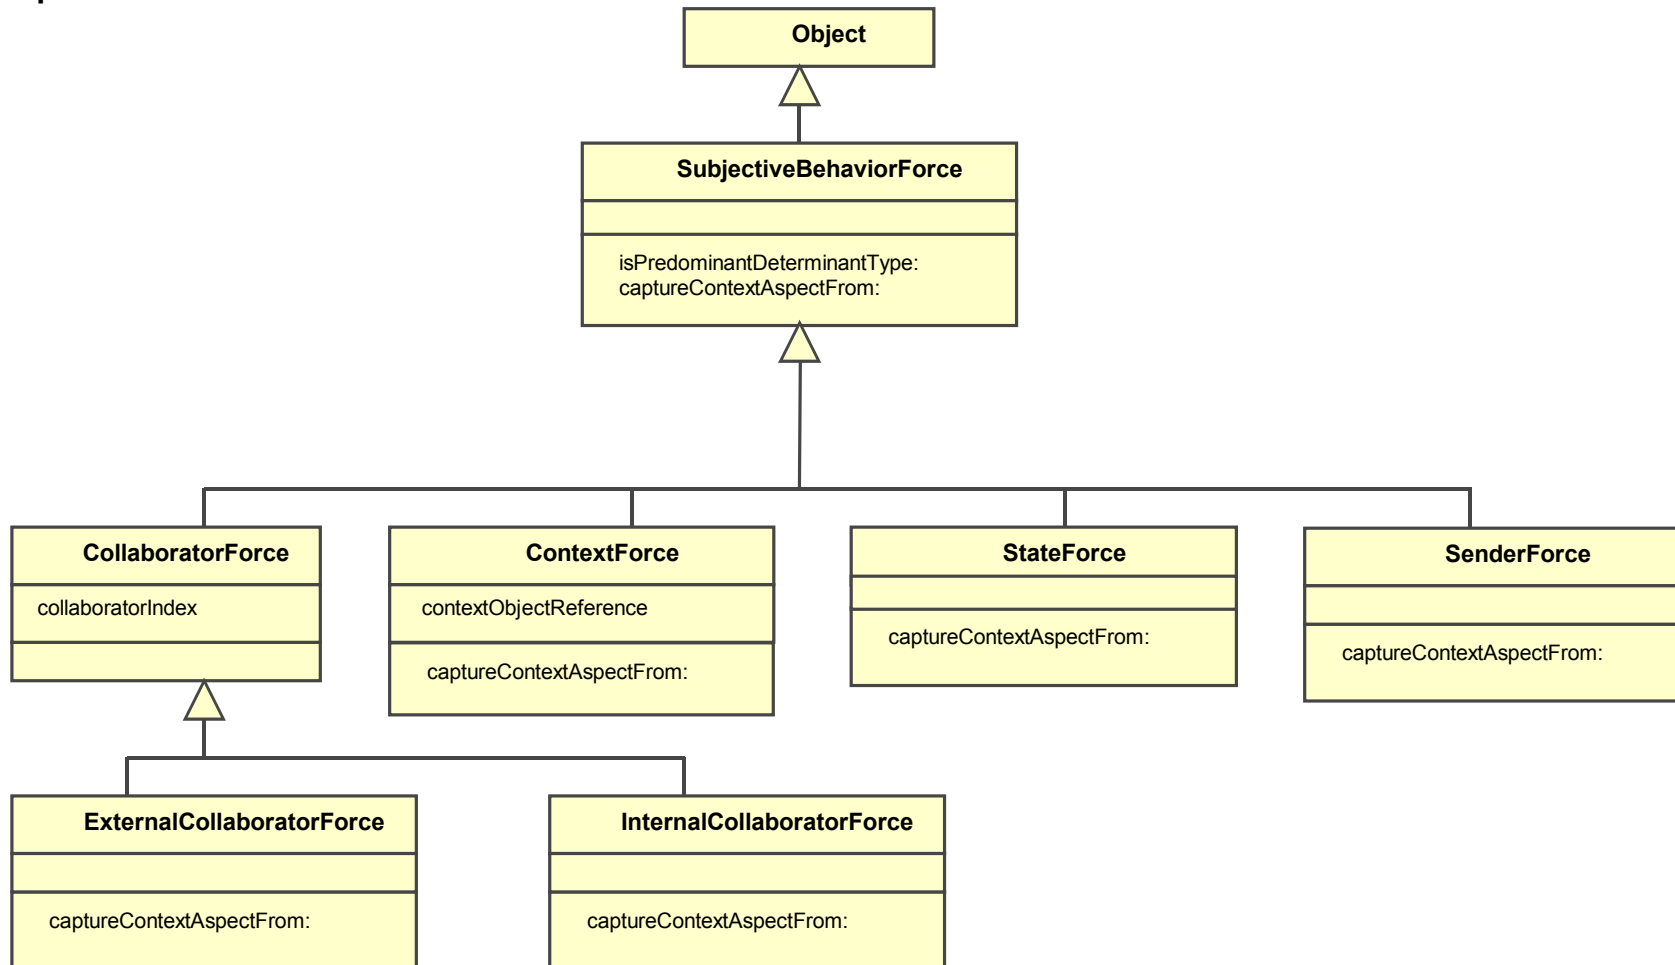 Object
SubjectiveBehaviorForce
isPredominantDeterminantType:
captureContextAspectFrom:
CollaboratorForce
collaboratorIndex
ContextForce
contextObjectReference
captureContextAspectFrom:
StateForce
captureContextAspectFrom:
SenderForce
captureContextAspectFrom:
ExternalCollaboratorForce
captureContextAspectFrom:
InternalCollaboratorForce
captureContextAspectFrom: